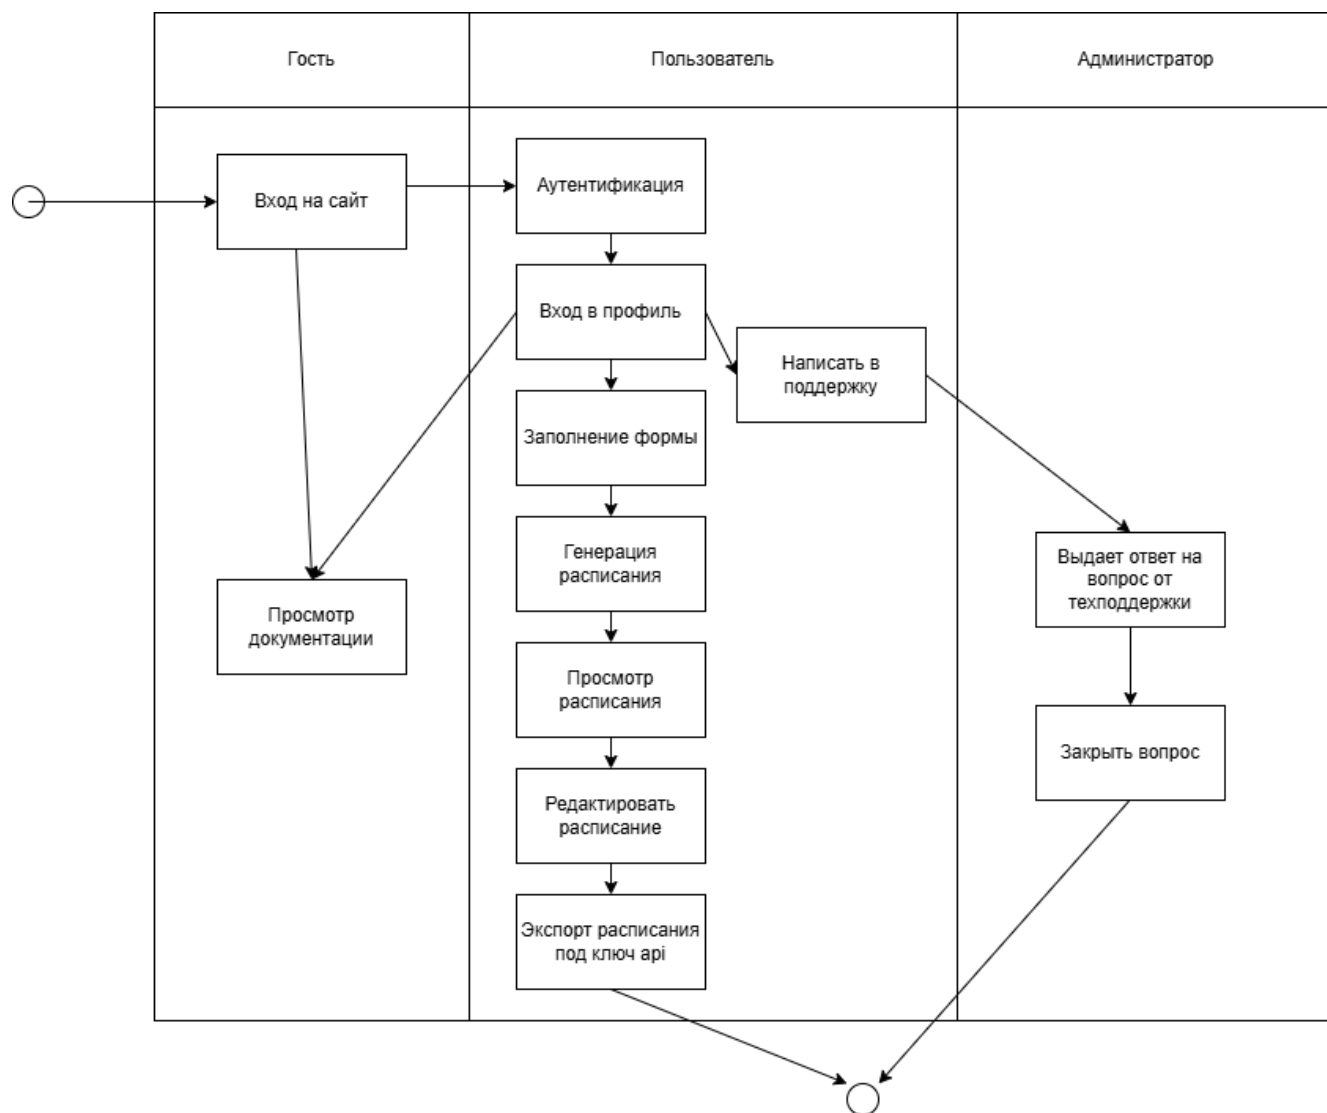 Гость
Пользователь
Администратор
Вход на сайт
Аутентификация
Вход в профиль
Написать в
поддержку
Заполнение формы
Генерация
расписания
Выдает ответ на
вопрос от
техподдержки
Просмотр
документации
Просмотр
расписания
Закрыть вопрос
Редактировать
расписание
Экспорт расписания
под ключ api